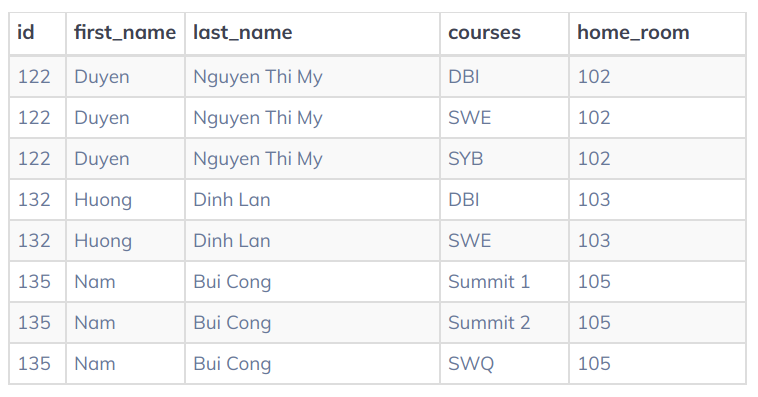 id first_name last_name courses home_room
122 Duyen Nguyen Thi My DBI 102
122 Duyen Nguyen Thi My SWE 102
122 Duyen Nguyen Thi My SYB 102
132 Huong Dinh Lan DBI 103
132 Huong Dinh Lan SWE 103
135 Nam Bui Cong Summit 1 105
135 Nam Bui Cong Summit 2 105
135 Nam Bui Cong SWQ 105